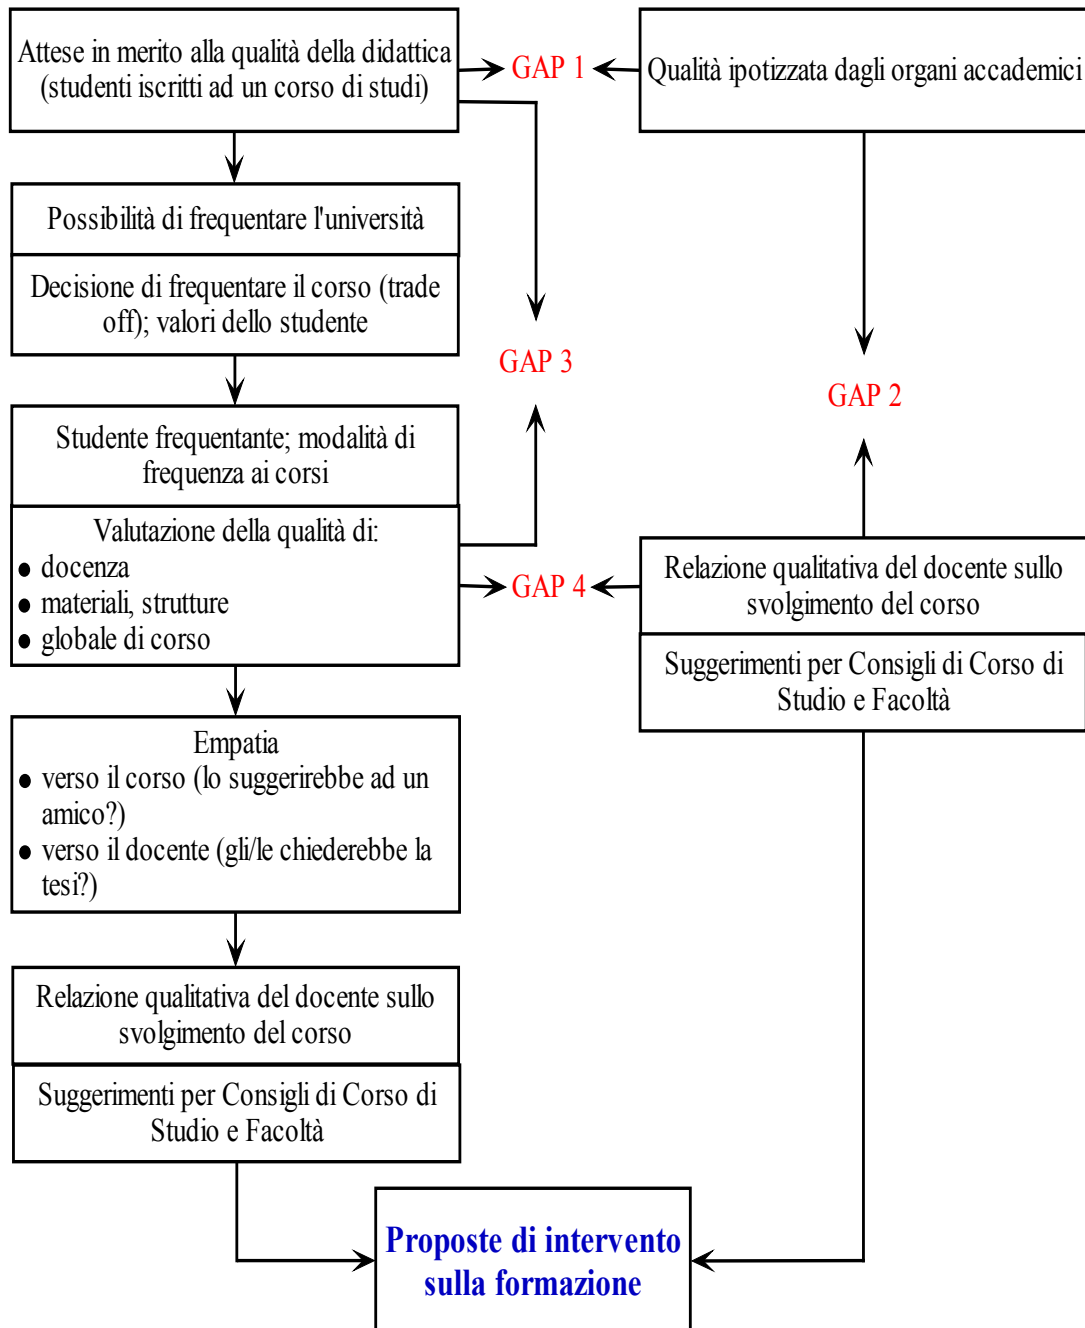 Attese in merito alla qualità della didattica
(studenti iscritti ad un corso di studi)
GAP 1
Qualità ipotizzata dagli organi accademici
Possibilità di frequentare l'università
Decisione di frequentare il corso (trade
off); valori dello studente
GAP 3
GAP 2
Studente frequentante; modalità di
frequenza ai corsi
Valutazione della qualità di:
● docenza
● materiali, strutture
● globale di corso
GAP 4
Relazione qualitativa del docente sullo
svolgimento del corso
Suggerimenti per Consigli di Corso di
Studio e Facoltà
Empatia
● verso il corso (lo suggerirebbe ad un
amico?)
● verso il docente (gli/le chiederebbe la
tesi?)
Relazione qualitativa del docente sullo
svolgimento del corso
Suggerimenti per Consigli di Corso di
Studio e Facoltà
Proposte di intervento
sulla formazione